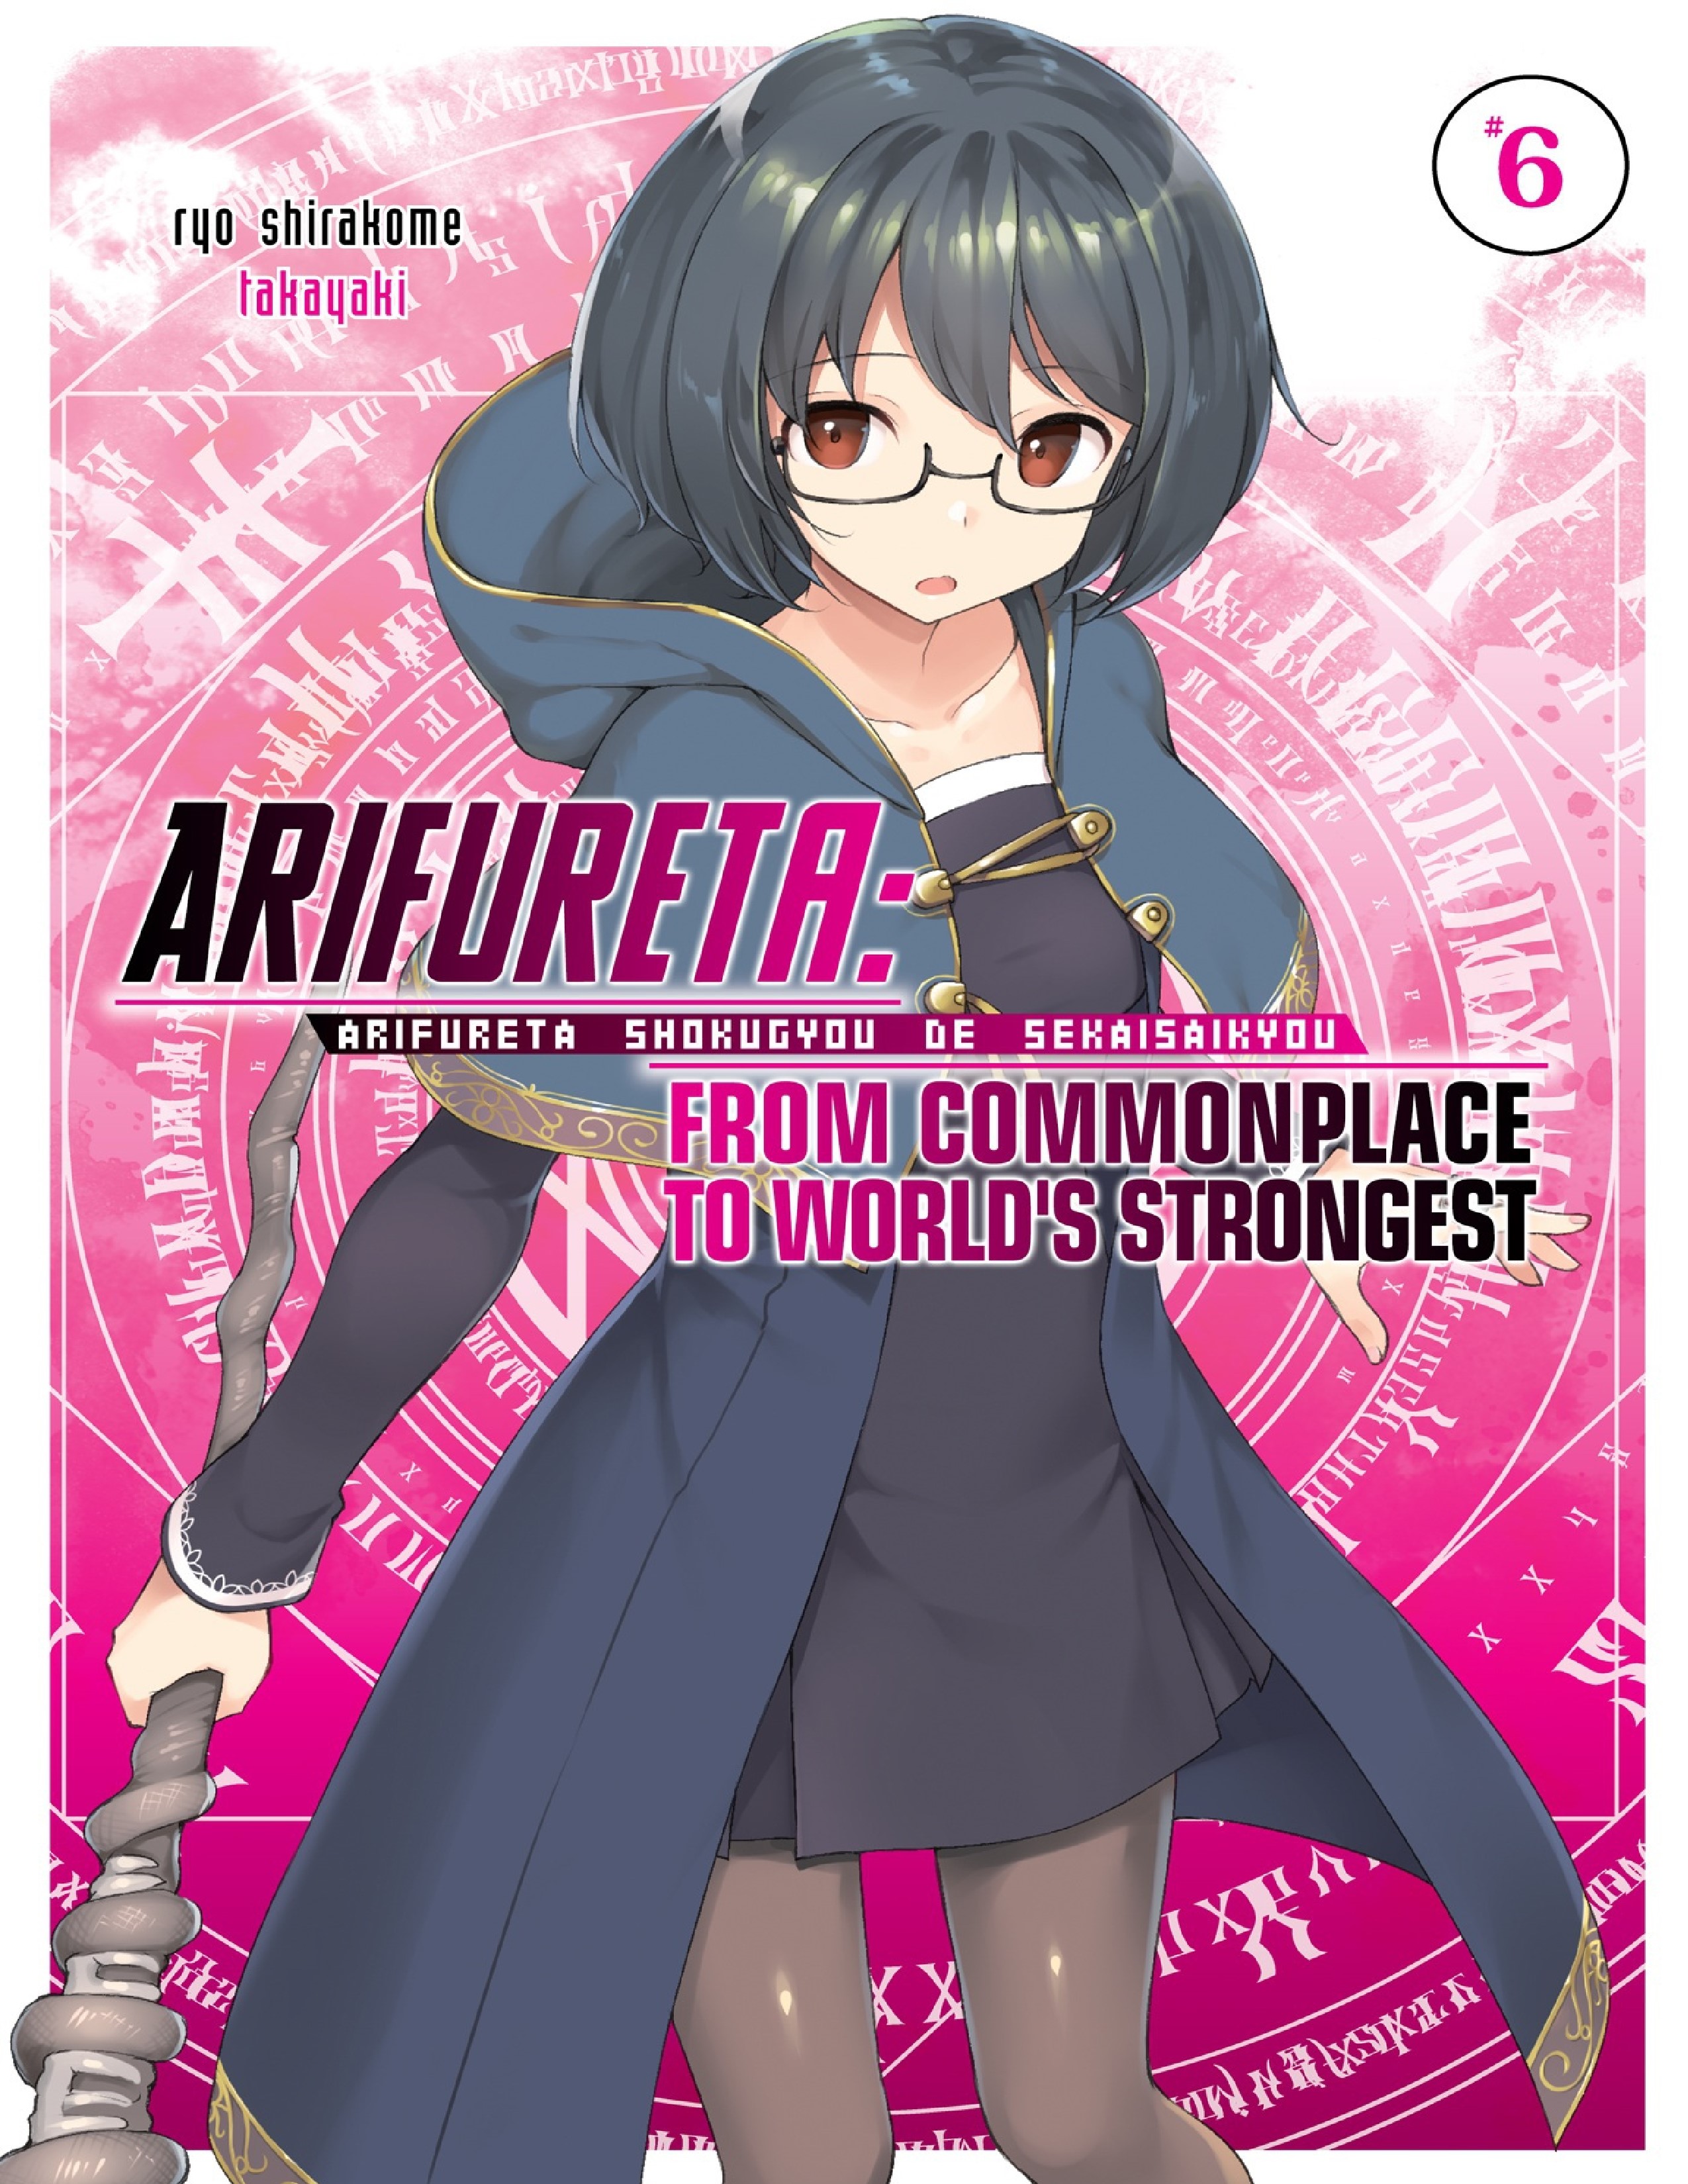 #6
ryo shirakome
takayaki
ARIFURETA:
ARIFURETA SHOKUGYOU DE SEKAISAIKYOU
FROM COMMONPLACE
TO WORLD'S STRONGEST